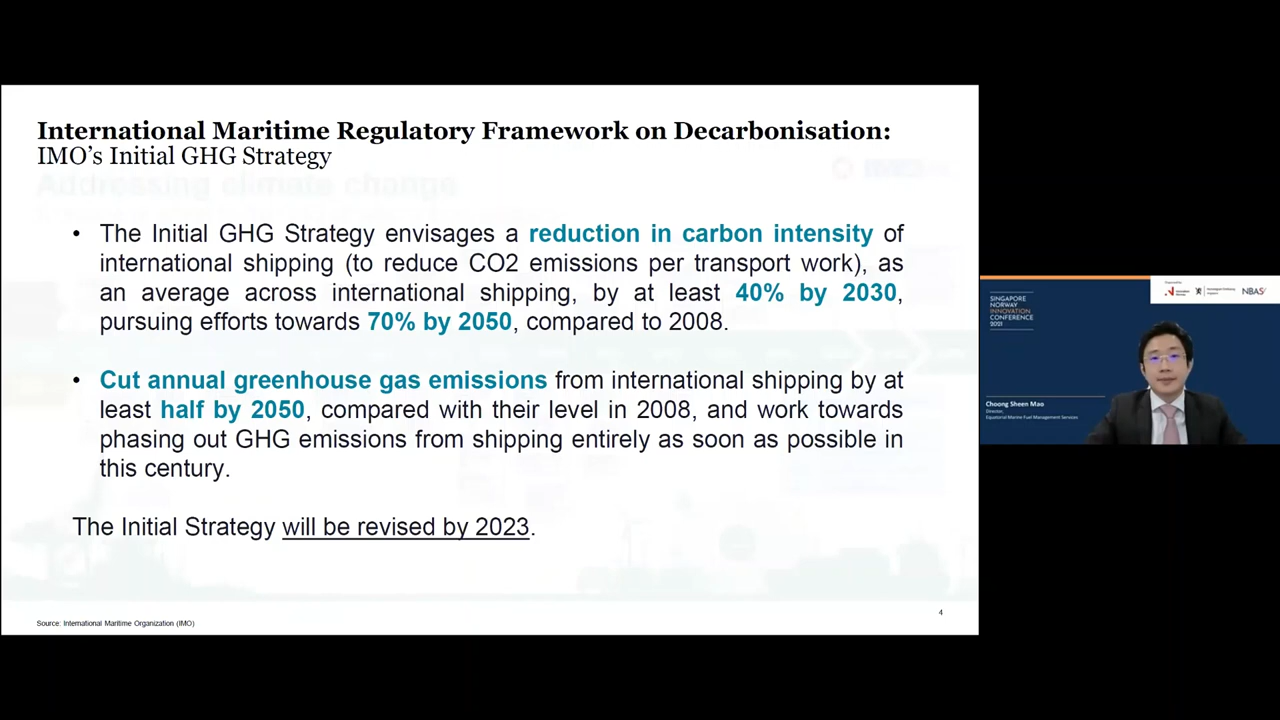 International Maritime Regulatory Framework on Decarbonisation:
IMO’s Initial GHG Strategy
Addressing climate change
• The Initial GHG Strategy envisages a reduction in carbon intensity of
international shipping (to reduce CO2 emissions per transport work), as
an average across international shipping, by at least 40% by 2030,
pursuing efforts towards 70% by 2050, compared to 2008.
• Cut annual greenhouse gas emissions from international shipping by at
least half by 2050, compared with their level in 2008, and work towards
phasing out GHG emissions from shipping entirely as soon as possible in
this century.
The Initial Strategy will be revised by 2023.
4
Source: International Maritime Organization (IMO)
SINGAPORE
NORWAY
INNOVATION
CONFERENCE
2021
NBAS
Choong Sheen Mao
Director,
Equatorial Marine Fuel Management Services